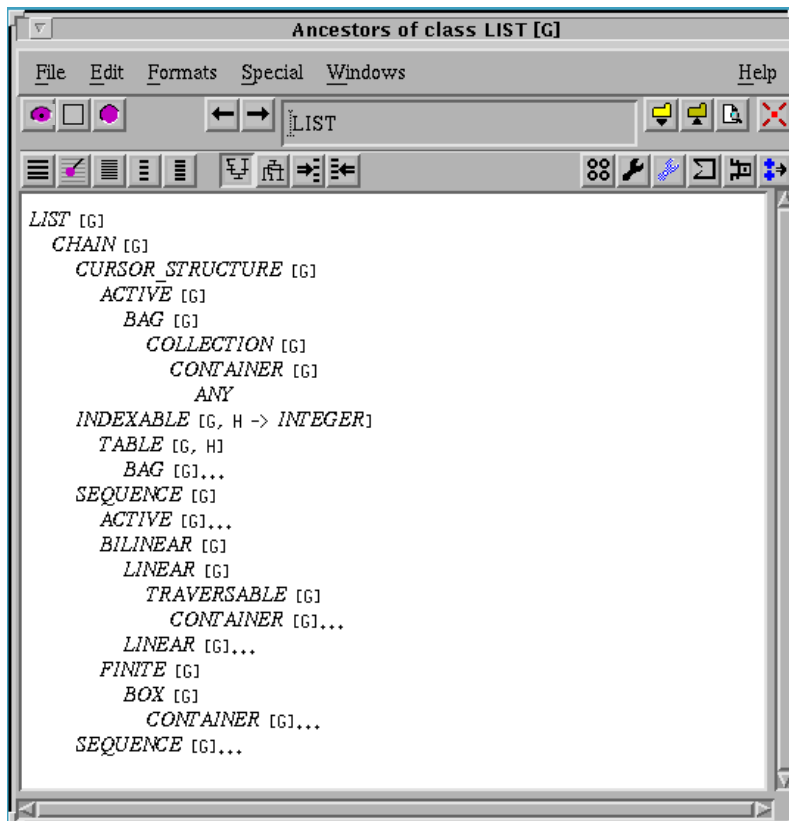 Ancestors of class LIST [G]
File Edit Formats Special Windows Help
LIST
LIST [G]
CHAIN [G]
CURSOR_STRUCTURE [G]
ACTIVE [G]
BAG [G]
COLLECTION [G]
CONTAINER [G]
ANY
INDEXABLE [G, H -> INTEGER]
TABLE [G, H]
BAG [G]...
SEQUENCE [G]
ACTIVE [G]...
BILINEAR [G]
LINEAR [G]
TRAVERSABLE [G]
CONTAINER [G]...
LINEAR [G]...
FINITE [G]
BOX [G]
CONTAINER [G]...
SEQUENCE [G]...